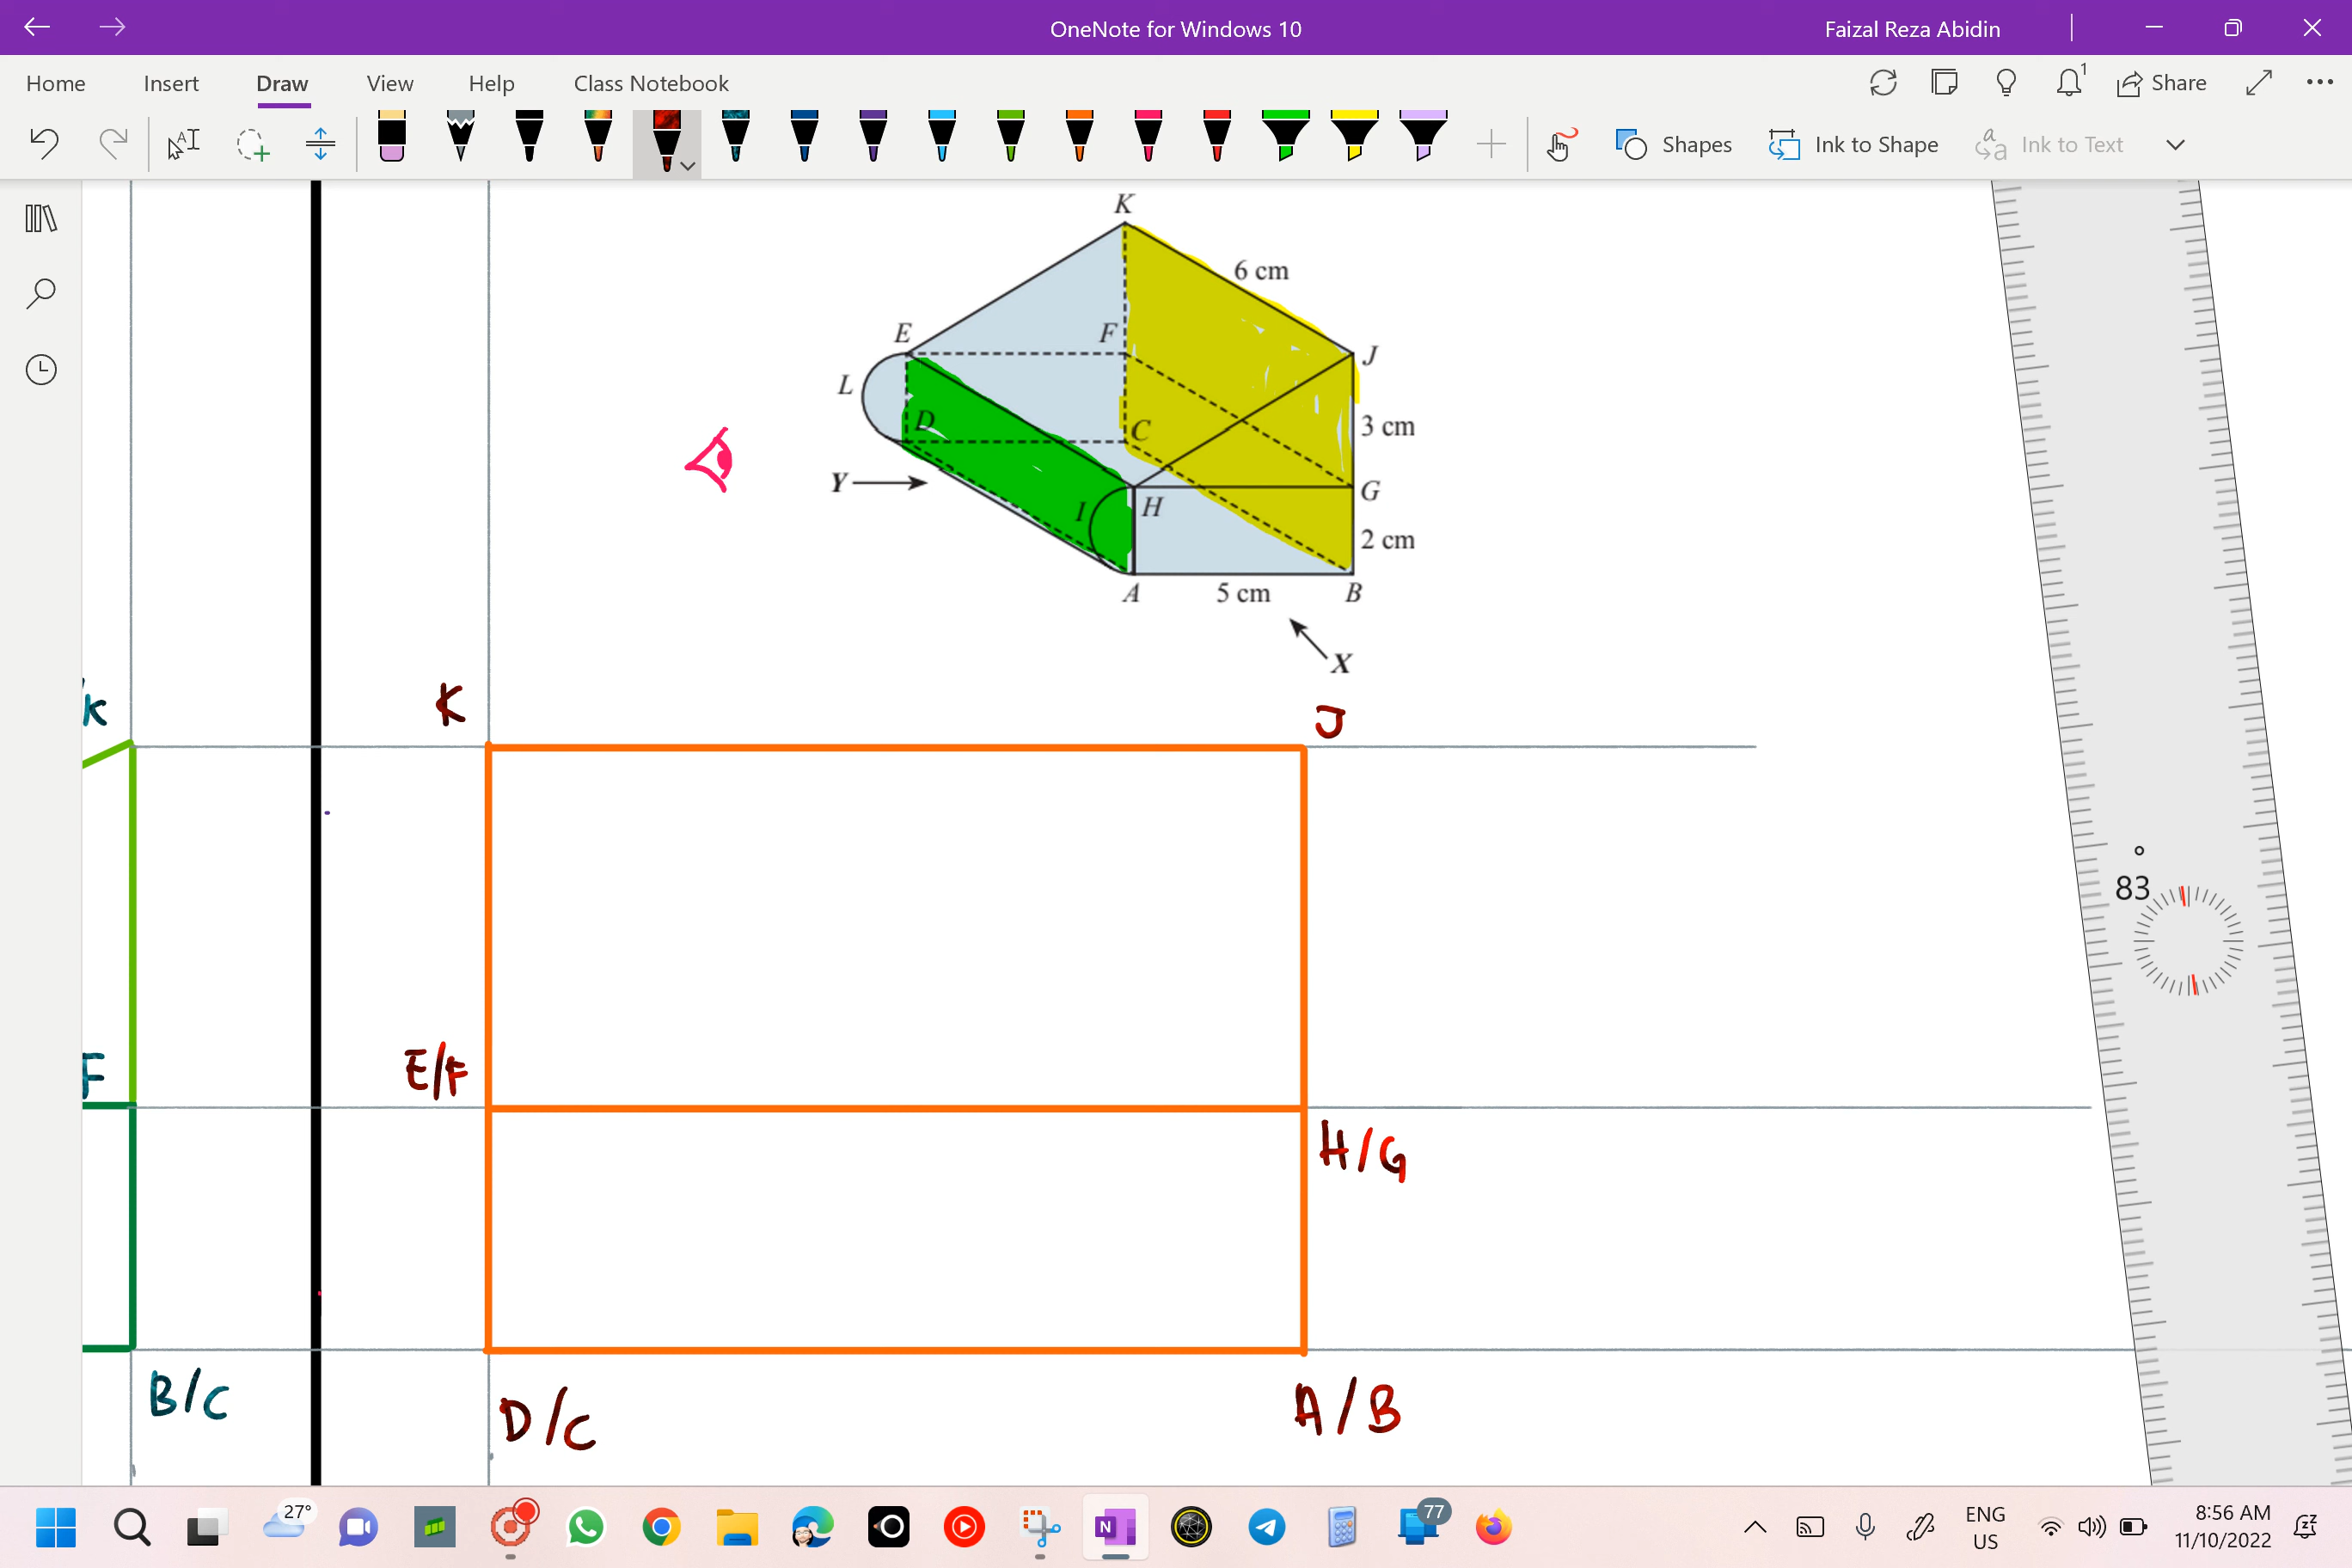 OneNote for Windows 10
Faizal Reza Abidin
Home Insert Draw View Help Class Notebook
1
Share
AI
Shapes
Ink to Shape
Ink to Text
K
6 cm
E
F
J
L
D
C
3 cm
Y
G
I
H
2 cm
A
5 cm
B
X
k
K
J
83
°
F
E/F
H/G
B/C
D/C
A/B
27°
N
77
ENG
US
8:56 AM
11/10/2022